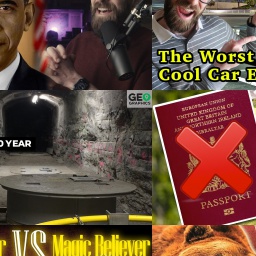 The Worst
Cool Car E
GEO
GRAPHICS
0 YEAR
EUROPEAN UNION
UNITED KINGDOM OF
GREAT BRITAIN
AND NORTHERN IRELAND
GIBRALTAR
PASSPORT
r VS Magic Believer